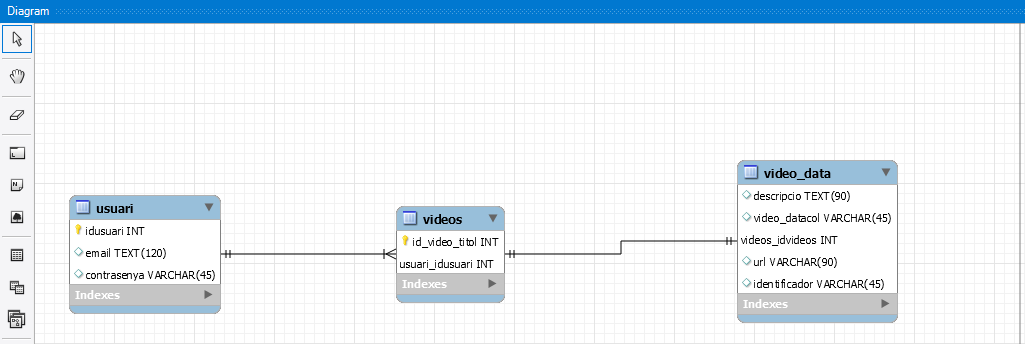 Diagram
usuari
idusuari INT
email TEXT(120)
contrasenya VARCHAR(45)
Indexes
videos
id_video_titol INT
usuari_idusuari INT
Indexes
video_data
descripcio TEXT(90)
video_datacol VARCHAR(45)
videos_idvideos INT
url VARCHAR(90)
identificador VARCHAR(45)
Indexes